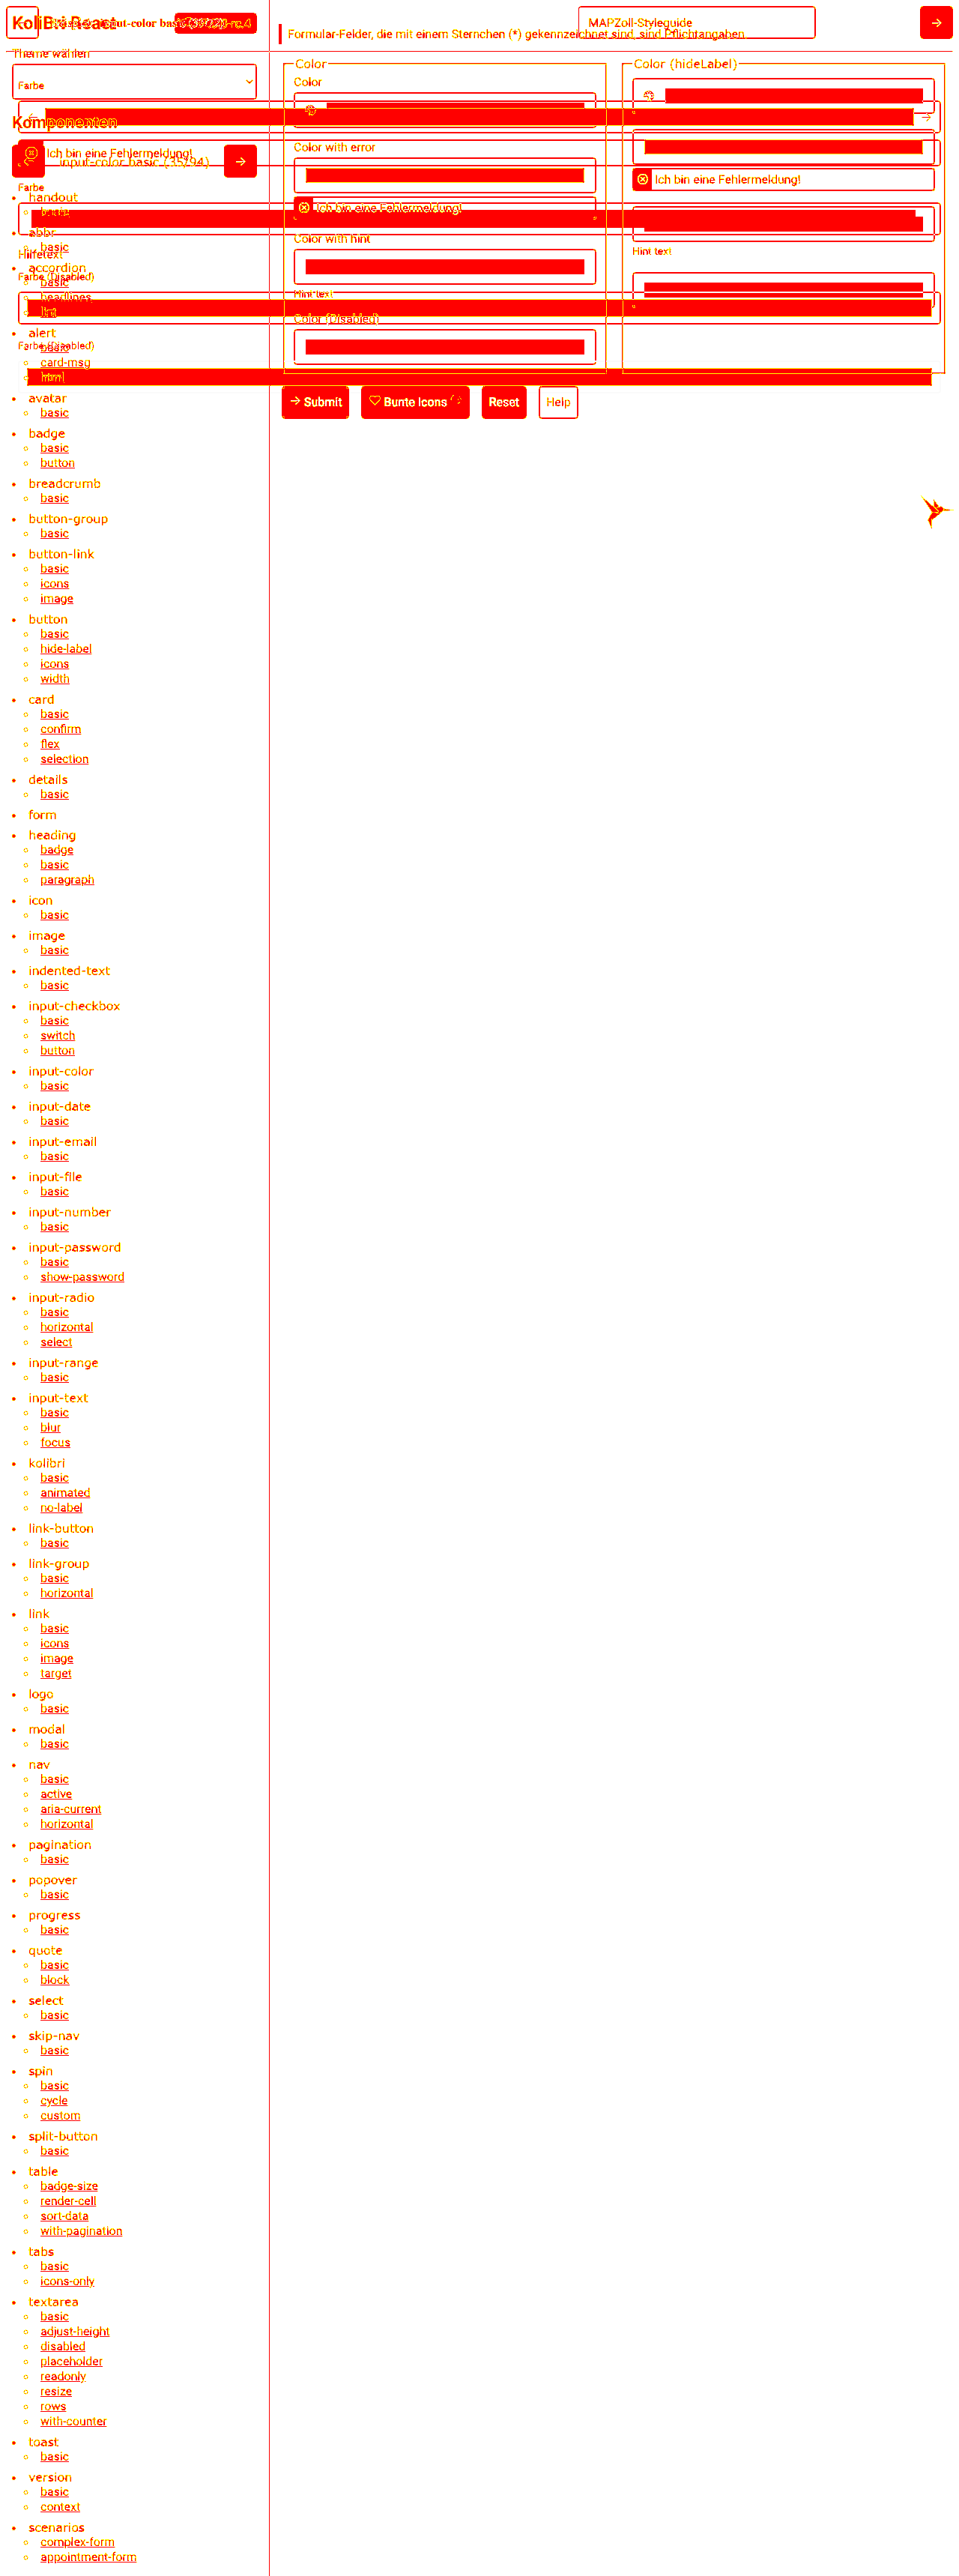 KoliBri React
input-color basic
MAPZoll-Styleguide
Formular-Felder, die mit einem Sternchen (*) gekennzeichnet sind, sind Pflichtangaben.
Theme wählen
Farbe
Komponenten
Ich bin eine Fehlermeldung!
input-color basic (35/94)
Farbe
Hilfetext
Farbe (Disabled)
Farbe (Disabled)
Color
Color
Color with error
Ich bin eine Fehlermeldung!
Color with hint
Hint text
Color (Disabled)
Color (hideLabel)
Ich bin eine Fehlermeldung!
Hint text
Submit
Bunte Icons
Reset
Help
handout
basic
abbr
basic
accordion
basic
headlines
list
alert
basic
card-msg
html
avatar
basic
badge
basic
button
breadcrumb
basic
button-group
basic
button-link
basic
icons
image
button
basic
hide-label
icons
width
card
basic
confirm
flex
selection
details
basic
form
heading
badge
basic
paragraph
icon
basic
image
basic
indented-text
basic
input-checkbox
basic
switch
button
input-color
basic
input-date
basic
input-email
basic
input-file
basic
input-number
basic
input-password
basic
show-password
input-radio
basic
horizontal
select
input-range
basic
input-text
basic
blur
focus
kolibri
basic
animated
no-label
link-button
basic
link-group
basic
horizontal
link
basic
icons
image
target
logo
basic
modal
basic
nav
basic
active
aria-current
horizontal
pagination
basic
popover
basic
progress
basic
quote
basic
block
select
basic
skip-nav
basic
spin
basic
cycle
custom
split-button
basic
table
badge-size
render-cell
sort-data
with-pagination
tabs
basic
icons-only
textarea
basic
adjust-height
disabled
placeholder
readonly
resize
rows
with-counter
toast
basic
version
basic
context
scenarios
complex-form
appointment-form